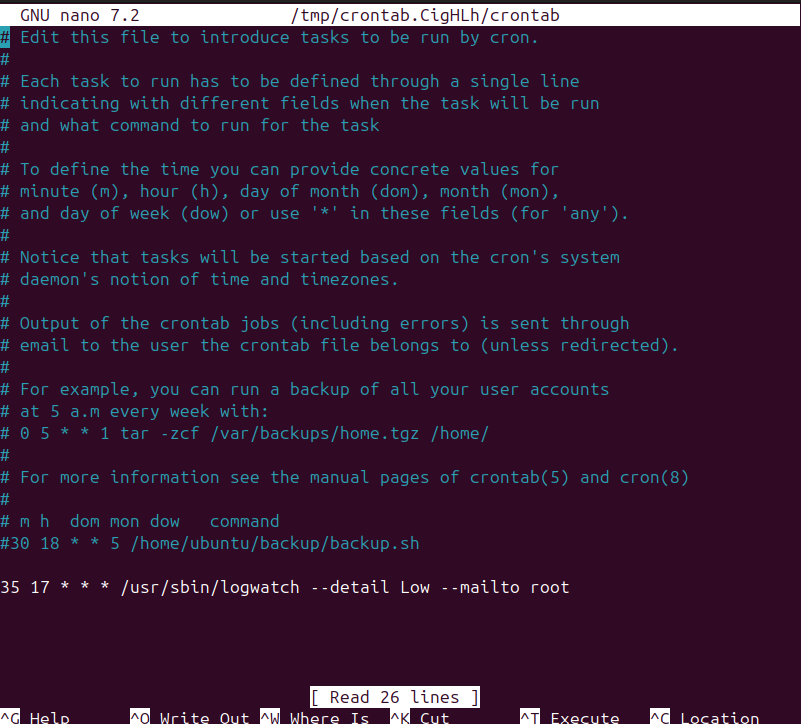 GNU nano 7.2 /tmp/crontab.CigHLh/crontab
# Edit this file to introduce tasks to be run by cron.
#
# Each task to run has to be defined through a single line
# indicating with different fields when the task will be run
# and what command to run for the task
#
# To define the time you can provide concrete values for
# minute (m), hour (h), day of month (dom), month (mon),
# and day of week (dow) or use '*' in these fields (for 'any').
#
# Notice that tasks will be started based on the cron's system
# daemon's notion of time and timezones.
#
# Output of the crontab jobs (including errors) is sent through
# email to the user the crontab file belongs to (unless redirected).
#
# For example, you can run a backup of all your user accounts
# at 5 a.m every week with:
# 0 5 * * 1 tar -zcf /var/backups/home.tgz /home/
#
# For more information see the manual pages of crontab(5) and cron(8)
#
# m h  dom mon dow   command
#30 18 * * 5 /home/ubuntu/backup/backup.sh
35 17 * * * /usr/sbin/logwatch --detail Low --mailto root
[ Read 26 lines ]
^G Help ^O Write Out ^W Where Is ^K Cut ^T Execute ^C Location